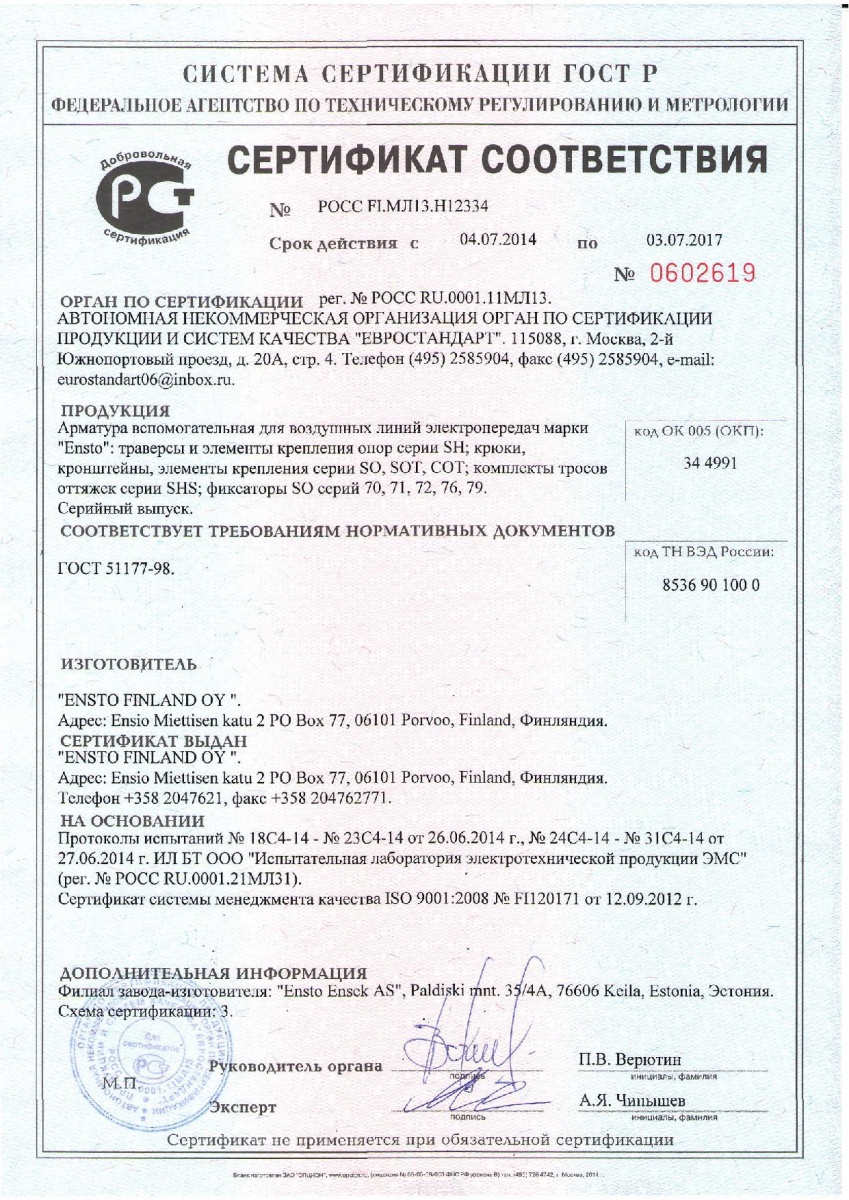 СИСТЕМА СЕРТИФИКАЦИИ ГОСТ Р
ФЕДЕРАЛЬНОЕ АГЕНТСТВО ПО ТЕХНИЧЕСКОМУ РЕГУЛИРОВАНИЮ И МЕТРОЛОГИИ
Добровольная
РСТ
сертификация
СЕРТИФИКАТ СООТВЕТСТВИЯ
№ РОСС FI.МЛ13.Н12334
Срок действия с 04.07.2014 по 03.07.2017
№ 0602619
ОРГАН ПО СЕРТИФИКАЦИИ рег. № РОСС RU.0001.11МЛ13.
АВТОНОМНАЯ НЕКОММЕРЧЕСКАЯ ОРГАНИЗАЦИЯ ОРГАН ПО СЕРТИФИКАЦИИ
ПРОДУКЦИИ И СИСТЕМ КАЧЕСТВА "ЕВРОСТАНДАРТ". 115088, г. Москва, 2-й
Южнопортовый проезд, д. 20А, стр. 4. Телефон (495) 2585904, факс (495) 2585904, e-mail:
eurostandart06@inbox.ru.
ПРОДУКЦИЯ
Арматура вспомогательная для воздушных линий электропередач марки
"Ensto": траверсы и элементы крепления опор серии SH; крюки,
кронштейны, элементы крепления серии SO, SOT, COT; комплекты тросов
оттяжек серии SHS; фиксаторы SO серий 70, 71, 72, 76, 79.
Серийный выпуск.
код ОК 005 (ОКП):
34 4991
СООТВЕТСТВУЕТ ТРЕБОВАНИЯМ НОРМАТИВНЫХ ДОКУМЕНТОВ
ГОСТ 51177-98.
код ТН ВЭД России:
8536 90 100 0
ИЗГОТОВИТЕЛЬ
"ENSTO FINLAND OY ".
Адрес: Ensio Miettisen katu 2 PO Box 77, 06101 Porvoo, Finland, Финляндия.
СЕРТИФИКАТ ВЫДАН
"ENSTO FINLAND OY ".
Адрес: Ensio Miettisen katu 2 PO Box 77, 06101 Porvoo, Finland, Финляндия.
Телефон +358 2047621, факс +358 204762771.
НА ОСНОВАНИИ
Протоколы испытаний № 18С4-14 - № 23С4-14 от 26.06.2014 г., № 24С4-14 - № 31С4-14 от
27.06.2014 г. ИЛ БТ ООО "Испытательная лаборатория электротехнической продукции ЭМС"
(рег. № РОСС RU.0001.21МЛ31).
Сертификат системы менеджмента качества ISO 9001:2008 № FI120171 от 12.09.2012 г.
ДОПОЛНИТЕЛЬНАЯ ИНФОРМАЦИЯ
Филиал завода-изготовителя: "Ensto Ensek AS", Paldiski mnt. 35/4A, 76606 Keila, Estonia, Эстония.
Схема сертификации: 3.
Для
сертификатов
М.П.
Руководитель органа
подпись
П.В. Верютин
инициалы, фамилия
Эксперт
подпись
А.Я. Чинышев
инициалы, фамилия
Сертификат не применяется при обязательной сертификации